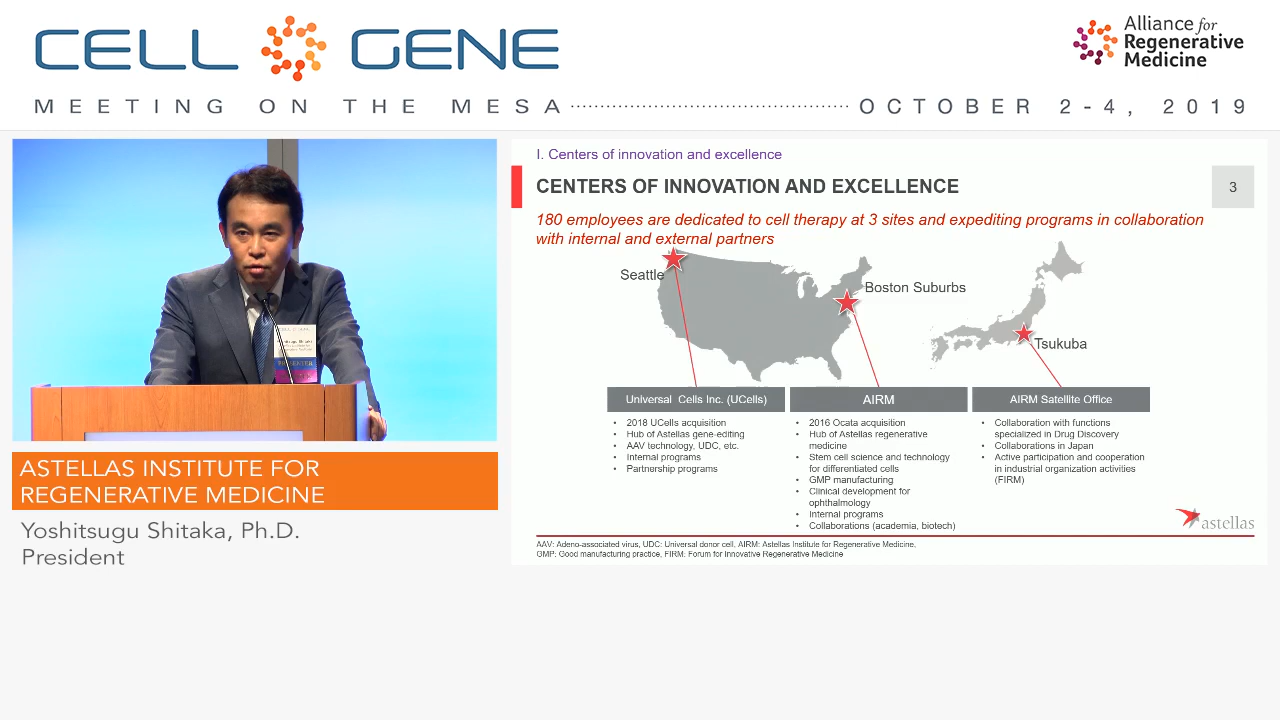 CELL GENE
Alliance for
Regenerative
Medicine
MEETING ON THE MESA OCTOBER 2-4, 2019
I. Centers of innovation and excellence
CENTERS OF INNOVATION AND EXCELLENCE
3
180 employees are dedicated to cell therapy at 3 sites and expediting programs in collaboration
with internal and external partners
Seattle
Boston Suburbs
Tsukuba
Universal Cells Inc. (UCells)
• 2018 UCells acquisition
• Hub of Astellas gene-editing
• AAV technology, UDC, etc.
• Internal programs
• Partnership programs
AIRM
• 2016 Ocata acquisition
• Hub of Astellas regenerative
medicine
• Stem cell science and technology
for differentiated cells
• GMP manufacturing
• Clinical development for
ophthalmology
• Internal programs
• Collaborations (academia, biotech)
AIRM Satellite Office
• Collaboration with functions
specialized in Drug Discovery
• Collaborations in Japan
• Active participation and cooperation
in industrial organization activities
(FIRM)
astellas
AAV: Adeno-associated virus, UDC: Universal donor cell, AIRM: Astellas Institute for Regenerative Medicine,
GMP: Good manufacturing practice, FIRM: Forum for Innovative Regenerative Medicine
ASTELLAS INSTITUTE FOR
REGENERATIVE MEDICINE
Yoshitsugu Shitaka, Ph.D.
President